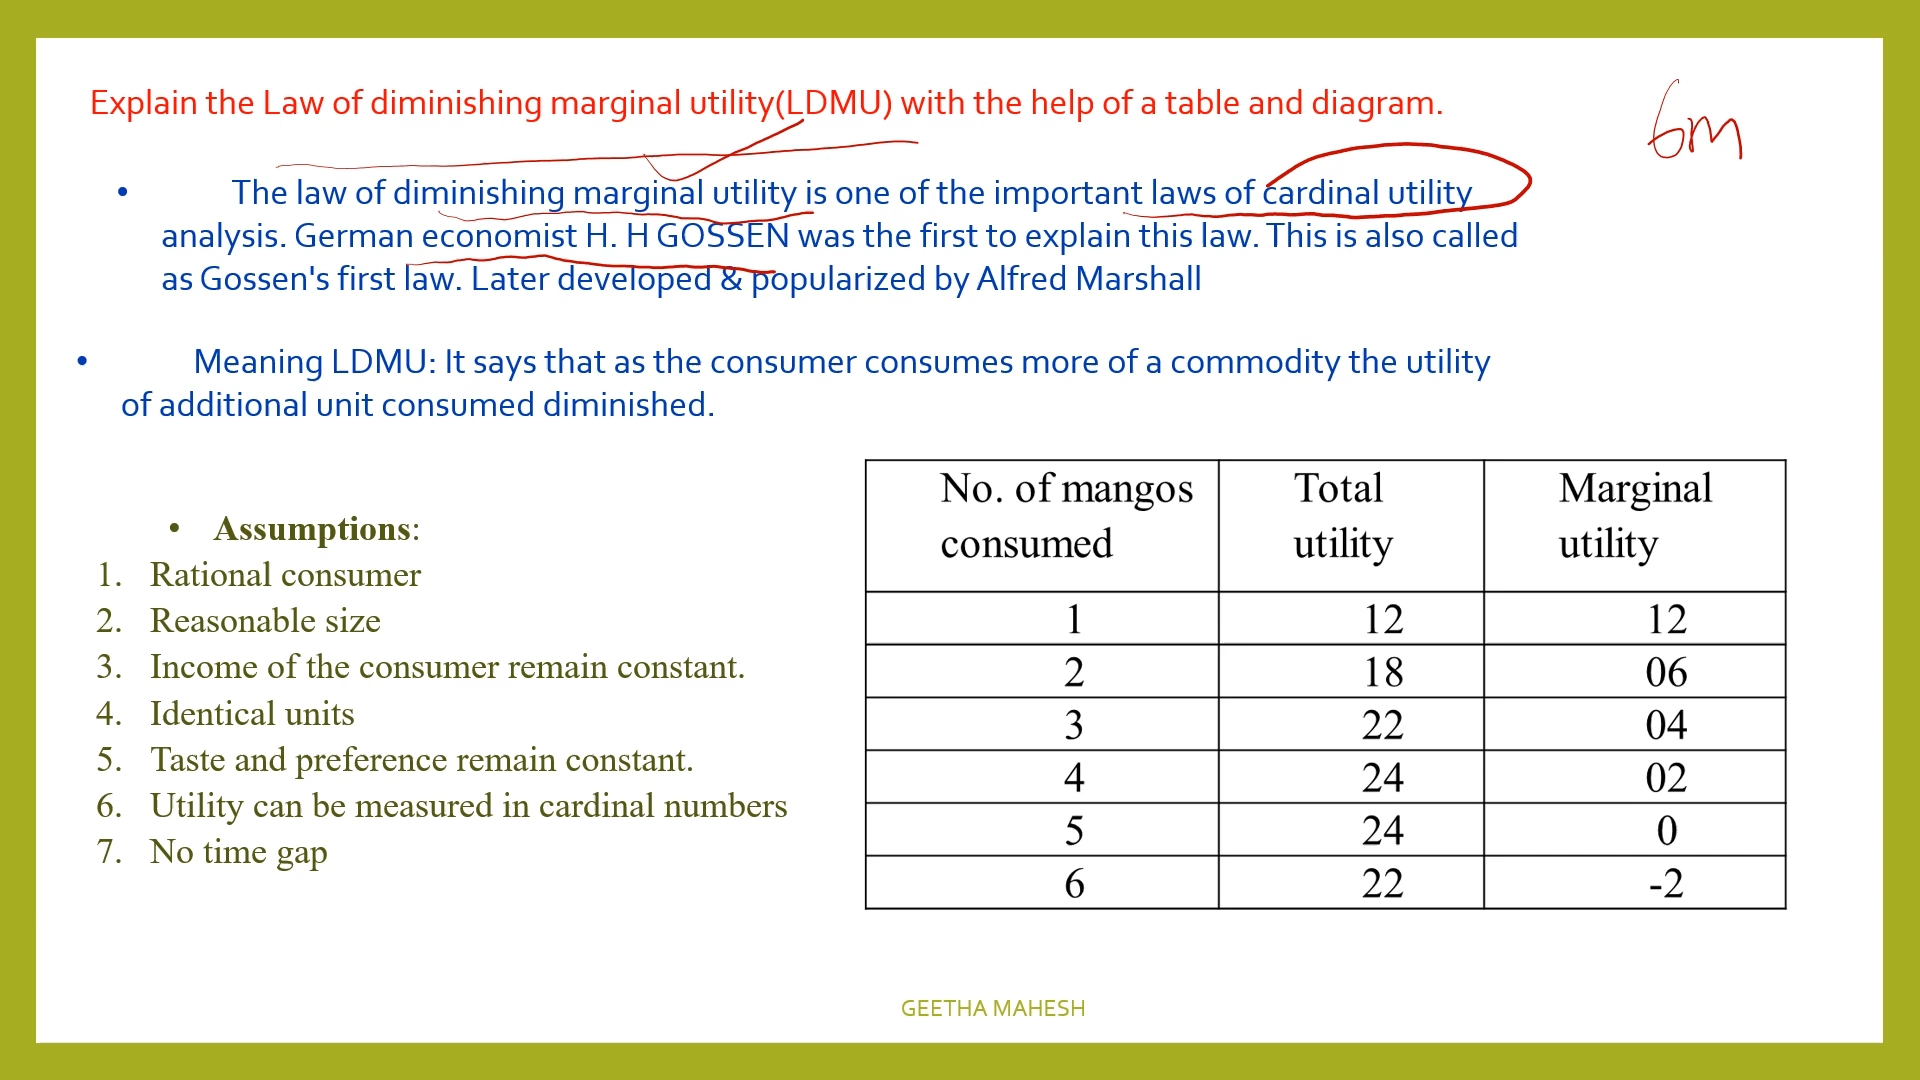 Explain the Law of diminishing marginal utility(LDMU) with the help of a table and diagram.
6m
• The law of diminishing marginal utility is one of the important laws of cardinal utility
analysis. German economist H. H GOSSEN was the first to explain this law. This is also called
as Gossen's first law. Later developed & popularized by Alfred Marshall
• Meaning LDMU: It says that as the consumer consumes more of a commodity the utility
of additional unit consumed diminished.
• Assumptions:
1. Rational consumer
2. Reasonable size
3. Income of the consumer remain constant.
4. Identical units
5. Taste and preference remain constant.
6. Utility can be measured in cardinal numbers
7. No time gap
No. of mangos consumed Total utility Marginal utility
1 12 12
2 18 06
3 22 04
4 24 02
5 24 0
6 22 -2
GEETHA MAHESH